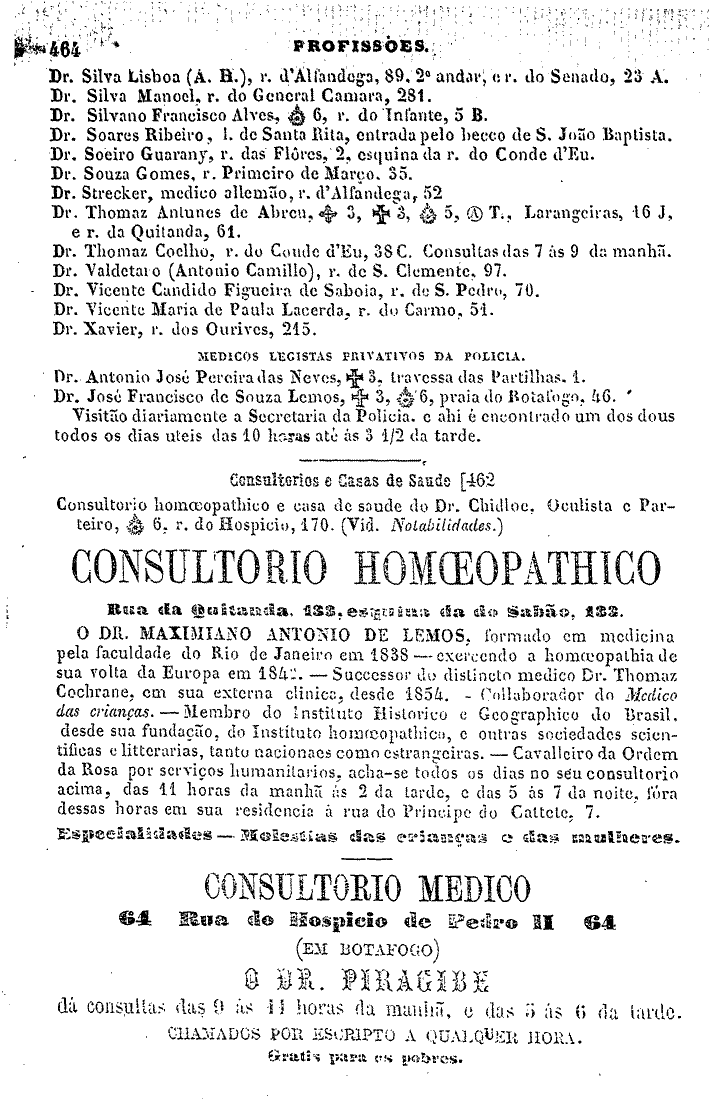 464 PROFISSÕES.
Dr. Silva Lisboa (A. H.), r. d'Alfandega, 89, 2º andar, e r. do Senado, 23 A.
Dr. Silva Manoel, r. do General Camara, 281.
Dr. Silvano Francisco Alves, 6, r. do Infante, 5 B.
Dr. Soares Ribeiro, l. de Santa Rita, entrada pelo becco de S. João Baptista.
Dr. Soeiro Guarany, r. das Flôres, 2, esquina da r. do Conde d'Eu.
Dr. Souza Gomes, r. Primeiro de Março, 35.
Dr. Strecker, medico allemão, r. d'Alfandega, 52
Dr. Thomaz Antunes de Abreu, 3, 3, 5, Ⓐ T., Larangeiras, 16 J,
e r. da Quitanda, 61.
Dr. Thomaz Coelho, r. do Conde d'Eu, 38 C. Consultas das 7 ás 9 da manhã.
Dr. Valdetaro (Antonio Camillo), r. de S. Clemente, 97.
Dr. Vicente Candido Figueira de Saboia, r. de S. Pedro, 70.
Dr. Vicente Maria de Paula Lacerda, r. do Carmo, 51.
Dr. Xavier, r. dos Ourives, 215.
MEDICOS LEGISTAS PRIVATIVOS DA POLICIA.
Dr. Antonio José Pereira das Neves, 3, travessa das Partilhas, 1.
Dr. José Francisco de Souza Lemos, 3, 6, praia do Botafogo, 46.
Visitão diariamente a Secretaria da Policia, e ahi é encontrado um dos dous
todos os dias uteis das 10 horas até ás 3 1/2 da tarde.
Consultorios e Casas de Saude [462
Consultorio homœopathico e casa de saude do Dr. Chidloe, Oculista e Par-
teiro, 6, r. do Hospicio, 170. (Vid. Notabilidades.)
CONSULTORIO HOMŒOPATHICO
Rua da Quitanda, 133, esquina da do Sabão, 133.
O DR. MAXIMIANO ANTONIO DE LEMOS, formado em medicina
pela faculdade do Rio de Janeiro em 1838 — exercendo a homœopathia de
sua volta da Europa em — Successor do distincto medico Dr. Thomaz
Cochrane, em sua externa clinica, desde 1854. - Collaborador do Medico
das crianças. — Membro do Instituto Historico e Geographico do Brasil,
desde sua fundação, do Instituto homœopathico, e outras sociedades scien-
tificas e litterarias, tanto nacionaes como estrangeiras. — Cavalleiro da Ordem
da Rosa por serviços humanitarios, acha-se todos os dias no seu consultorio
acima, das 11 horas da manhã ás 2 da tarde, e das 5 ás 7 da noite, fóra
dessas horas em sua residencia á rua do Principe do Cattete, 7.
Especialidades — Molestias das crianças e das mulheres.
CONSULTORIO MEDICO
64 Rua do Hospicio de Pedro II 64
(EM BOTAFOGO)
O DR. PIRAGIBE
dá consultas das 9 ás 11 horas da manhã, e das 5 ás 6 da tarde.
CHAMADOS POR ESCRIPTO A QUALQUER HORA.
Gratis para os pobres.